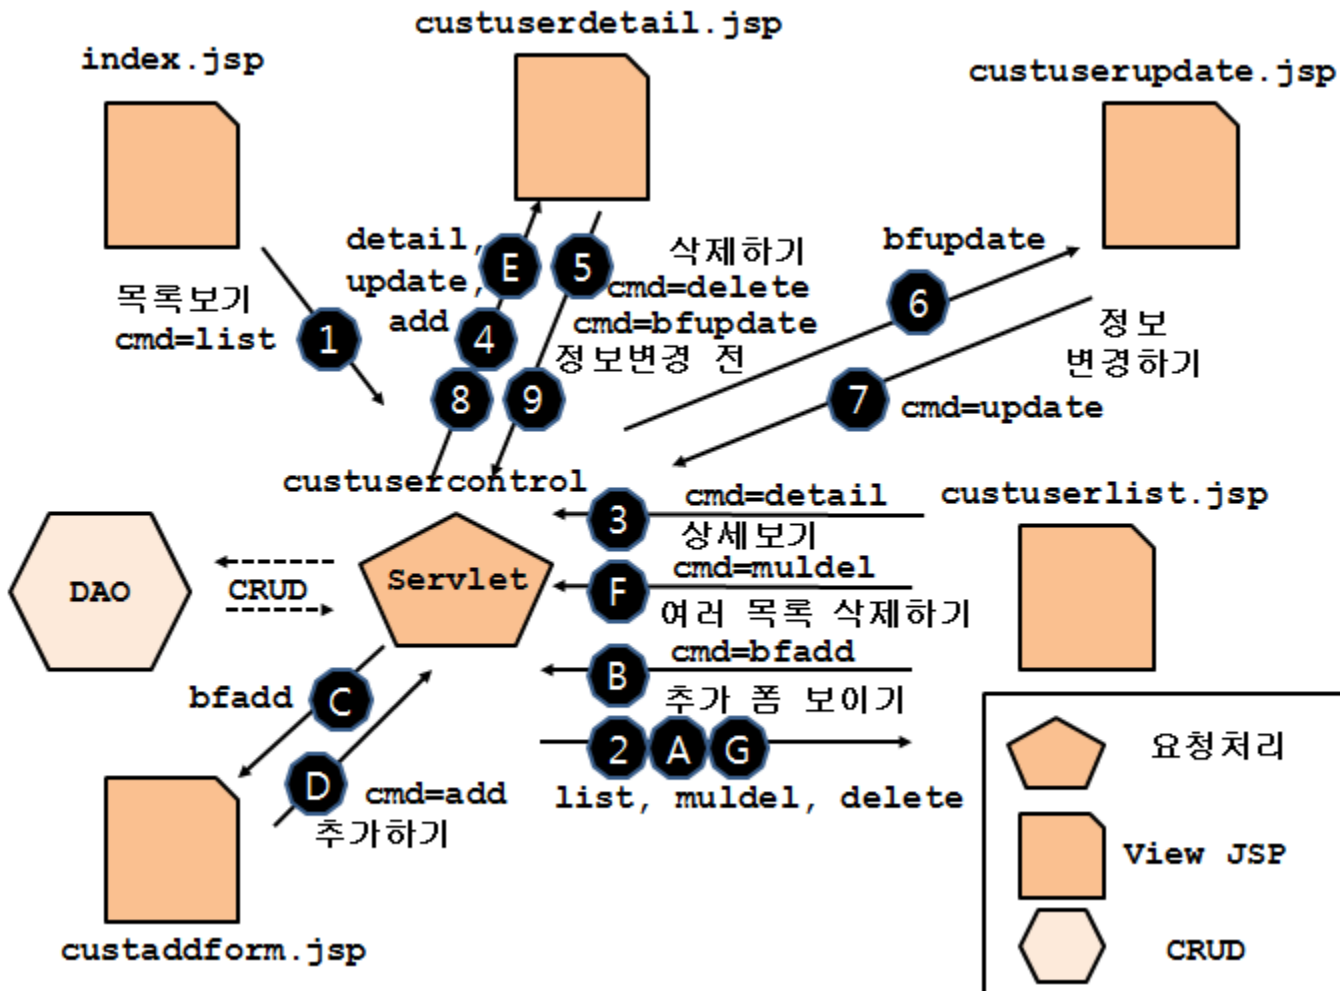 custuserdetail.jsp
index.jsp
custuserupdate.jsp
detail,
update,
add
E
4
8
5
9
삭제하기
cmd=delete
cmd=bfupdate
정보변경 전
bfupdate
6
목록보기
cmd=list
1
정보
변경하기
7
cmd=update
custusercontrol
cmd=detail
3
상세보기
custuserlist.jsp
DAO
CRUD
Servlet
cmd=muldel
F
여러 목록 삭제하기
cmd=bfadd
B
추가 폼 보이기
bfadd
C
2
A
G
list, muldel, delete
D
cmd=add
추가하기
custaddform.jsp
요청처리
View JSP
CRUD